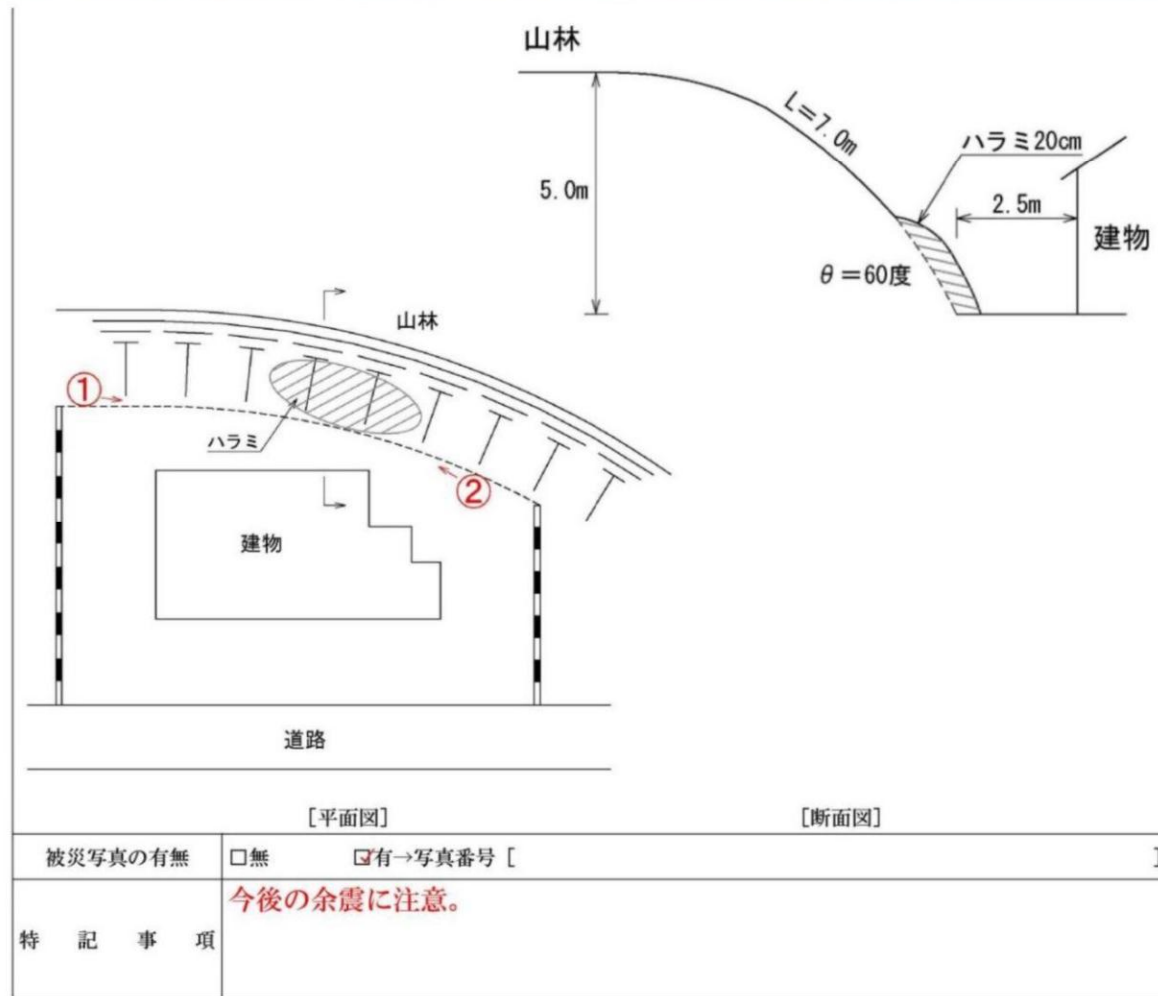 山林
L=7.0m
ハラミ20cm
5.0m
2.5m
建物
θ=60度
山林
①
ハラミ
②
建物
道路
[平面図]
[断面図]
被災写真の有無 □無 ☑有→写真番号 [ ]
今後の余震に注意。
特記事項